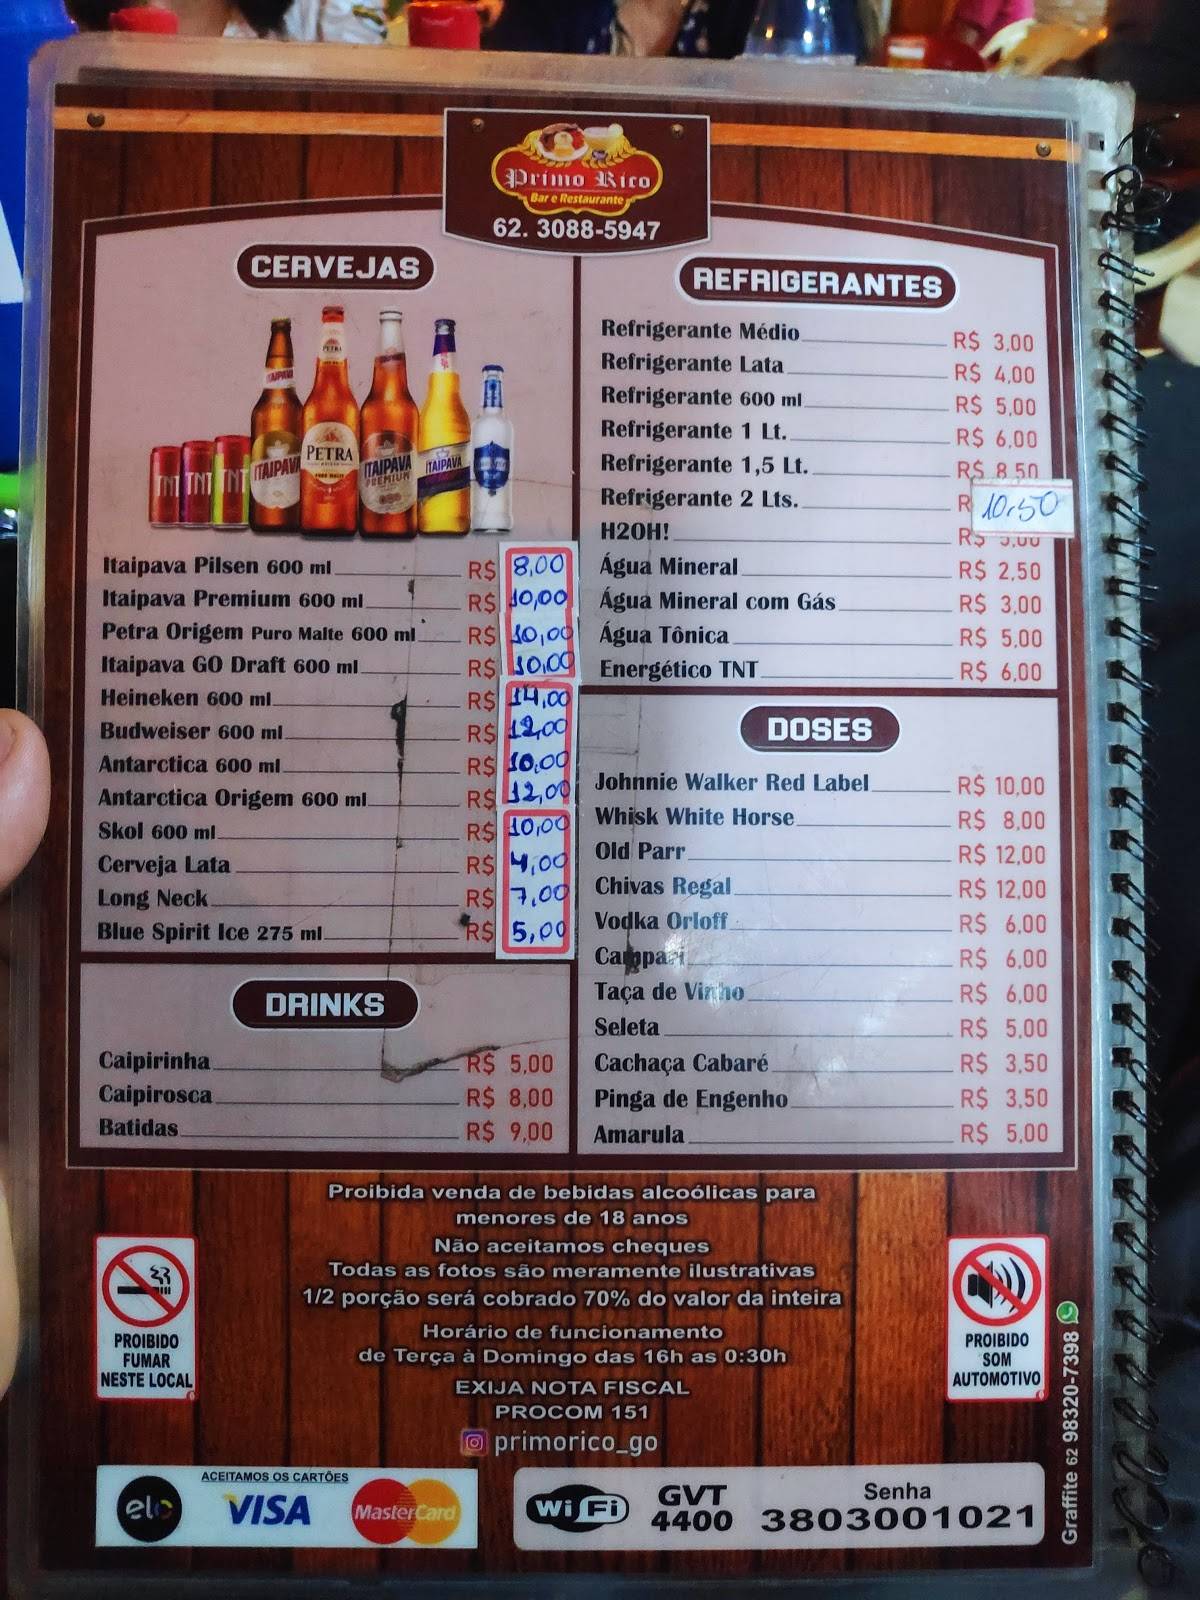 Primo Rico
Bar e Restaurante
62. 3088-5947
CERVEJAS
TNT TNT TNT ITAIPAVA PETRA ITAIPAVA PREMIUM ITAIPAVA
Itaipava Pilsen 600 ml R$ 8,00
Itaipava Premium 600 ml R$ 10,00
Petra Origem Puro Malte 600 ml R$ 10,00
Itaipava GO Draft 600 ml R$ 10,00
Heineken 600 ml R$ 14,00
Budweiser 600 ml R$ 12,00
Antarctica 600 ml R$ 10,00
Antarctica Origem 600 ml R$ 12,00
Skol 600 ml R$ 10,00
Cerveja Lata R$ 4,00
Long Neck R$ 7,00
Blue Spirit Ice 275 ml R$ 5,00
DRINKS
Caipirinha R$ 5,00
Caipirosca R$ 8,00
Batidas R$ 9,00
REFRIGERANTES
Refrigerante Médio R$ 3,00
Refrigerante Lata R$ 4,00
Refrigerante 600 ml R$ 5,00
Refrigerante 1 Lt. R$ 6,00
Refrigerante 1,5 Lt. R$ 8,50
Refrigerante 2 Lts. R 10,50
H2OH! R$ 5,00
Água Mineral R$ 2,50
Água Mineral com Gás R$ 3,00
Água Tônica R$ 5,00
Energético TNT R$ 6,00
DOSES
Johnnie Walker Red Label R$ 10,00
Whisk White Horse R$ 8,00
Old Parr R$ 12,00
Chivas Regal R$ 12,00
Vodka Orloff R$ 6,00
Campari R$ 6,00
Taça de Vinho R$ 6,00
Seleta R$ 5,00
Cachaça Cabaré R$ 3,50
Pinga de Engenho R$ 3,50
Amarula R$ 5,00
Proibida venda de bebidas alcoólicas para
menores de 18 anos
Não aceitamos cheques
Todas as fotos são meramente ilustrativas
1/2 porção será cobrado 70% do valor da inteira
Horário de funcionamento
de Terça à Domingo das 16h as 0:30h
EXIJA NOTA FISCAL
PROCOM 151
primorico_go
PROIBIDO
FUMAR
NESTE LOCAL
PROIBIDO
SOM
AUTOMOTIVO
ACEITAMOS OS CARTÕES
elo VISA MasterCard
Wi Fi
GVT
4400
Senha
3803001021
Graffite 62 98320-7398